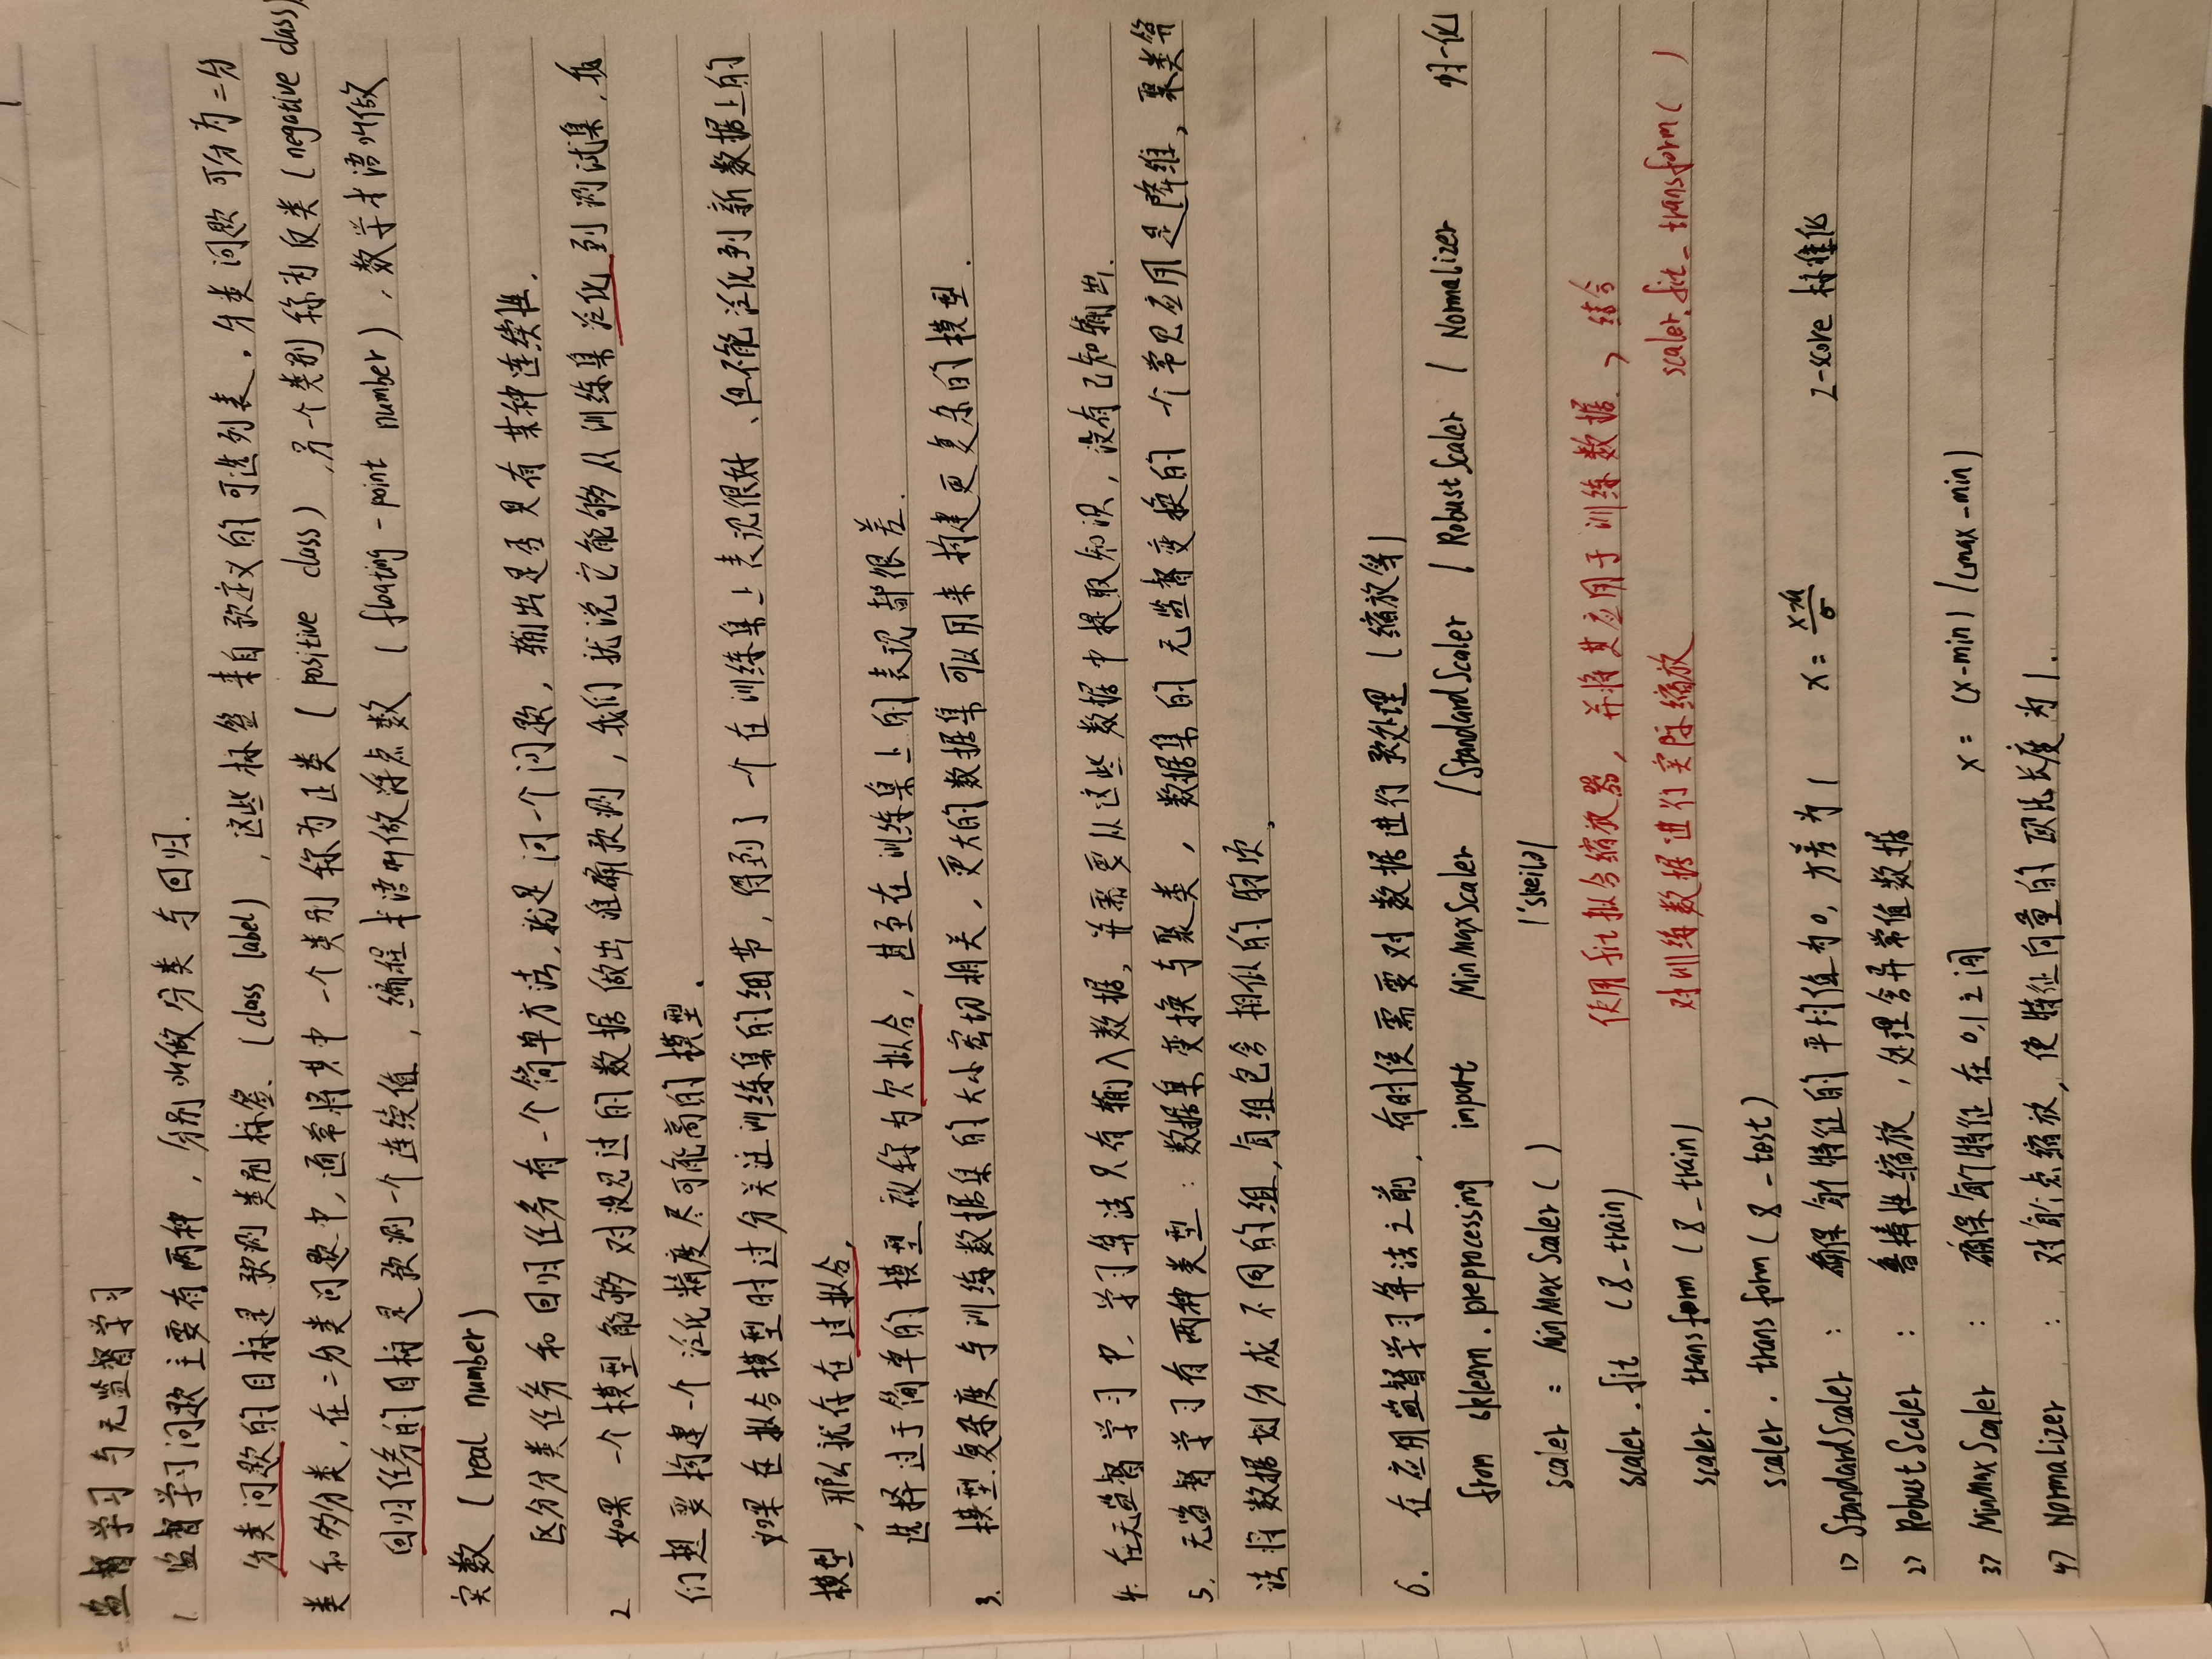 监督学习与无监督学习
1. 监督学习问题主要有两种，分别叫做分类与回归.
分类问题的目标是预测类别标签 (class label)，这些标签来自预定义的可选列表. 分类问题可分为二分
类和多分类，在二分类问题中，通常将其中一个类别称为正类 (positive class)，另一个类别称为反类 (negative class)
回归任务的目标是预测一个连续值，编程术语叫做浮点数 (floating-point number)，数学术语叫做
实数 (real number)
区分分类任务和回归任务有一个简单方法，就是问一个问题，输出是否具有某种连续性.
2 如果一个模型能够对没见过的数据做出准确预测，我们就说它能够从训练集泛化到测试集，我
们想要构建一个泛化精度尽可能高的模型.
如果在拟合模型时过分关注训练集的细节，得到了一个在训练集上表现很好、但不能泛化到新数据上的
模型，那么就存在过拟合，
选择过于简单的模型被称为欠拟合，甚至在训练集上的表现都很差.
3. 模型复杂度与训练数据集的大小密切相关，更大的数据集可以用来构建更复杂的模型.
4. 在无监督学习中，学习算法只有输入数据，并需要从这些数据中提取知识，没有已知输出.
5. 无监督学习有两种类型：数据集变换与聚类，数据集的无监督变换的一个常见应用是降维，聚类算
法将数据划分成不同的组，每组包含相似的物项.
6. 在应用监督学习算法之前，有时候需要对数据进行预处理 (缩放等)
from sklearn.preprocessing import MinMaxScaler / StandardScaler / RobustScaler / Normalizer 归一化
scaler = MinMaxScaler() /'skeilə/
scaler.fit (X_train) 使用fit拟合缩放器，并将其应用于训练数据 > 结合
scaler.transform (X_train) 对训练数据进行实际缩放 scaler.fit_transform()
scaler.transform (X_test)
1> StandardScaler : 确保每个特征的平均值为0，方差为1 x = (x-μ)/σ Z-score 标准化
2> RobustScaler : 鲁棒性缩放，处理含异常值数据
3> MinMaxScaler : 确保每个特征在0,1之间 x = (x-min)/(max-min)
4> Normalizer : 对每个点缩放，使特征向量的欧氏长度为1.